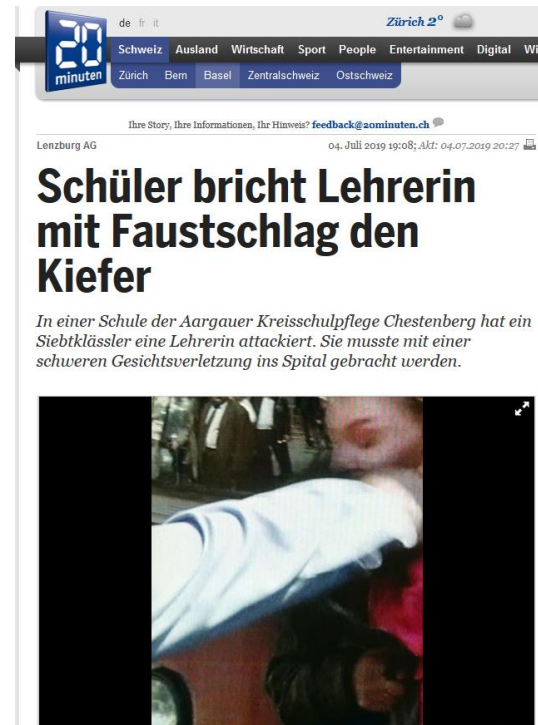 de fr it
Zürich 2°
20
minuten
Schweiz Ausland Wirtschaft Sport People Entertainment Digital Wi
Zürich Bern Basel Zentralschweiz Ostschweiz
Ihre Story, Ihre Informationen, Ihr Hinweis? feedback@20minuten.ch
Lenzburg AG
04. Juli 2019 19:08; Akt: 04.07.2019 20:27
Schüler bricht Lehrerin
mit Faustschlag den
Kiefer
In einer Schule der Aargauer Kreisschulpflege Chestenberg hat ein
Siebtklässler eine Lehrerin attackiert. Sie musste mit einer
schweren Gesichtsverletzung ins Spital gebracht werden.